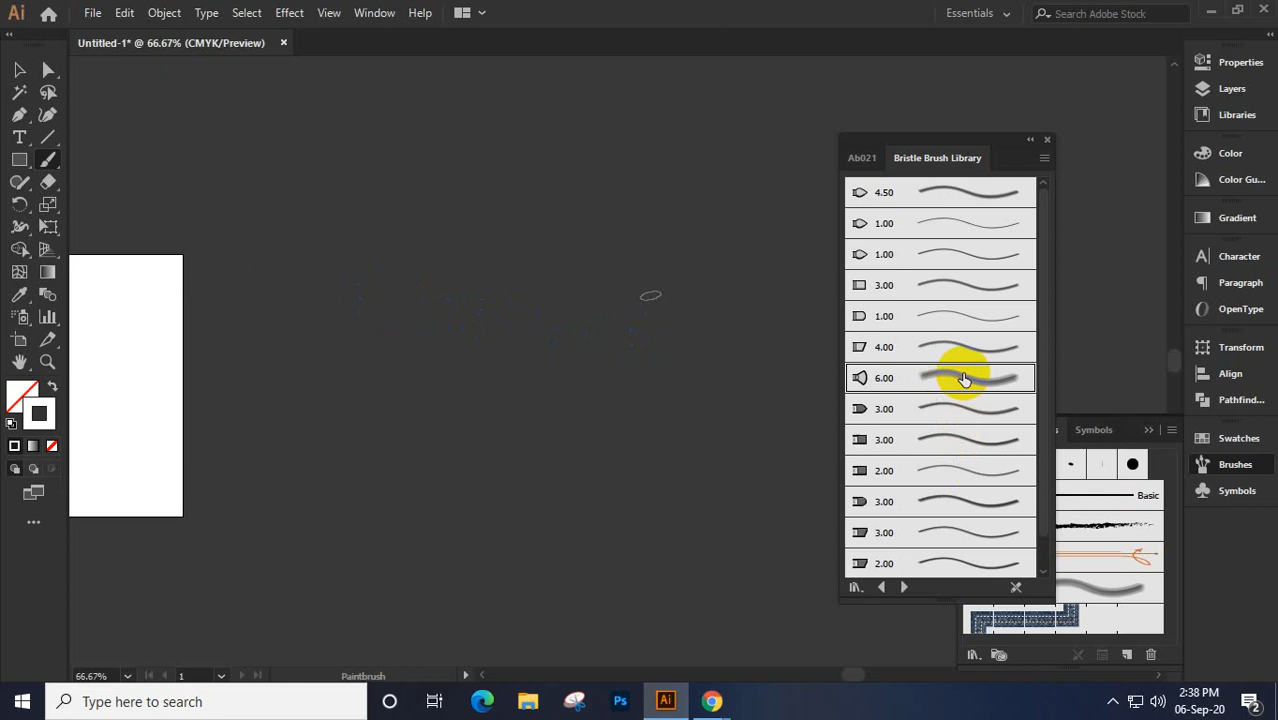 Ai File Edit Object Type Select Effect View Window Help Essentials Search Adobe Stock
Untitled-1* @ 66.67% (CMYK/Preview)
Ab021 Bristle Brush Library
4.50
1.00
1.00
3.00
1.00
4.00
6.00
3.00
3.00
2.00
3.00
3.00
2.00
Symbols
Basic
Properties
Layers
Libraries
Color
Color Gu...
Gradient
Character
Paragraph
OpenType
Transform
Align
Pathfind...
Swatches
Brushes
Symbols
66.67% 1 Paintbrush
Type here to search Ps Ai 2:38 PM
06-Sep-20 2